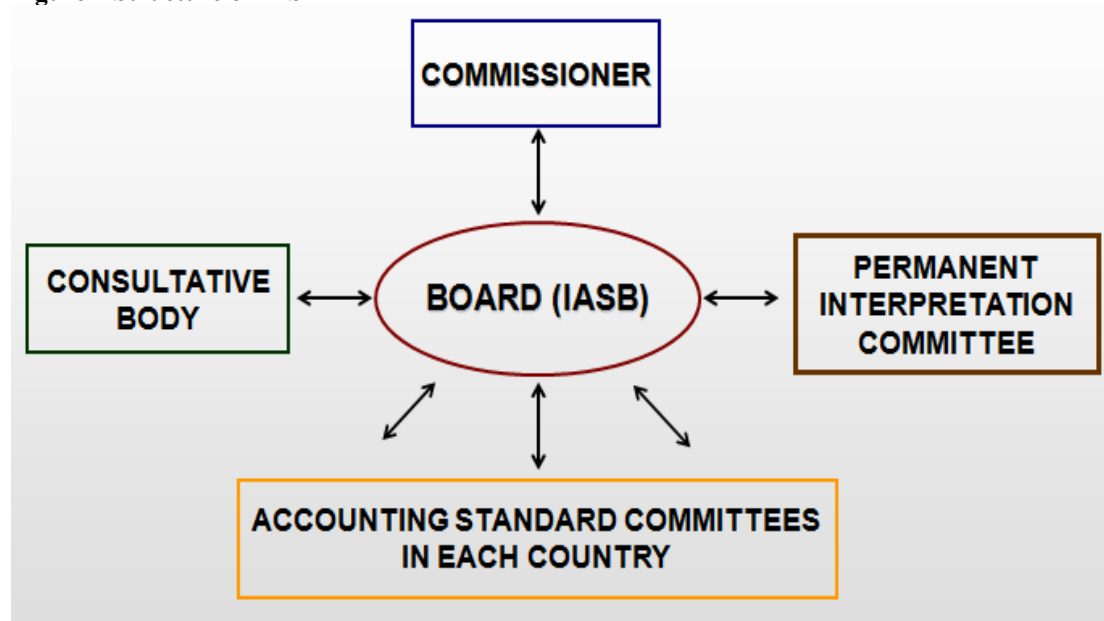 COMMISSIONER
CONSULTATIVE
BODY
BOARD (IASB)
PERMANENT
INTERPRETATION
COMMITTEE
ACCOUNTING STANDARD COMMITTEES
IN EACH COUNTRY